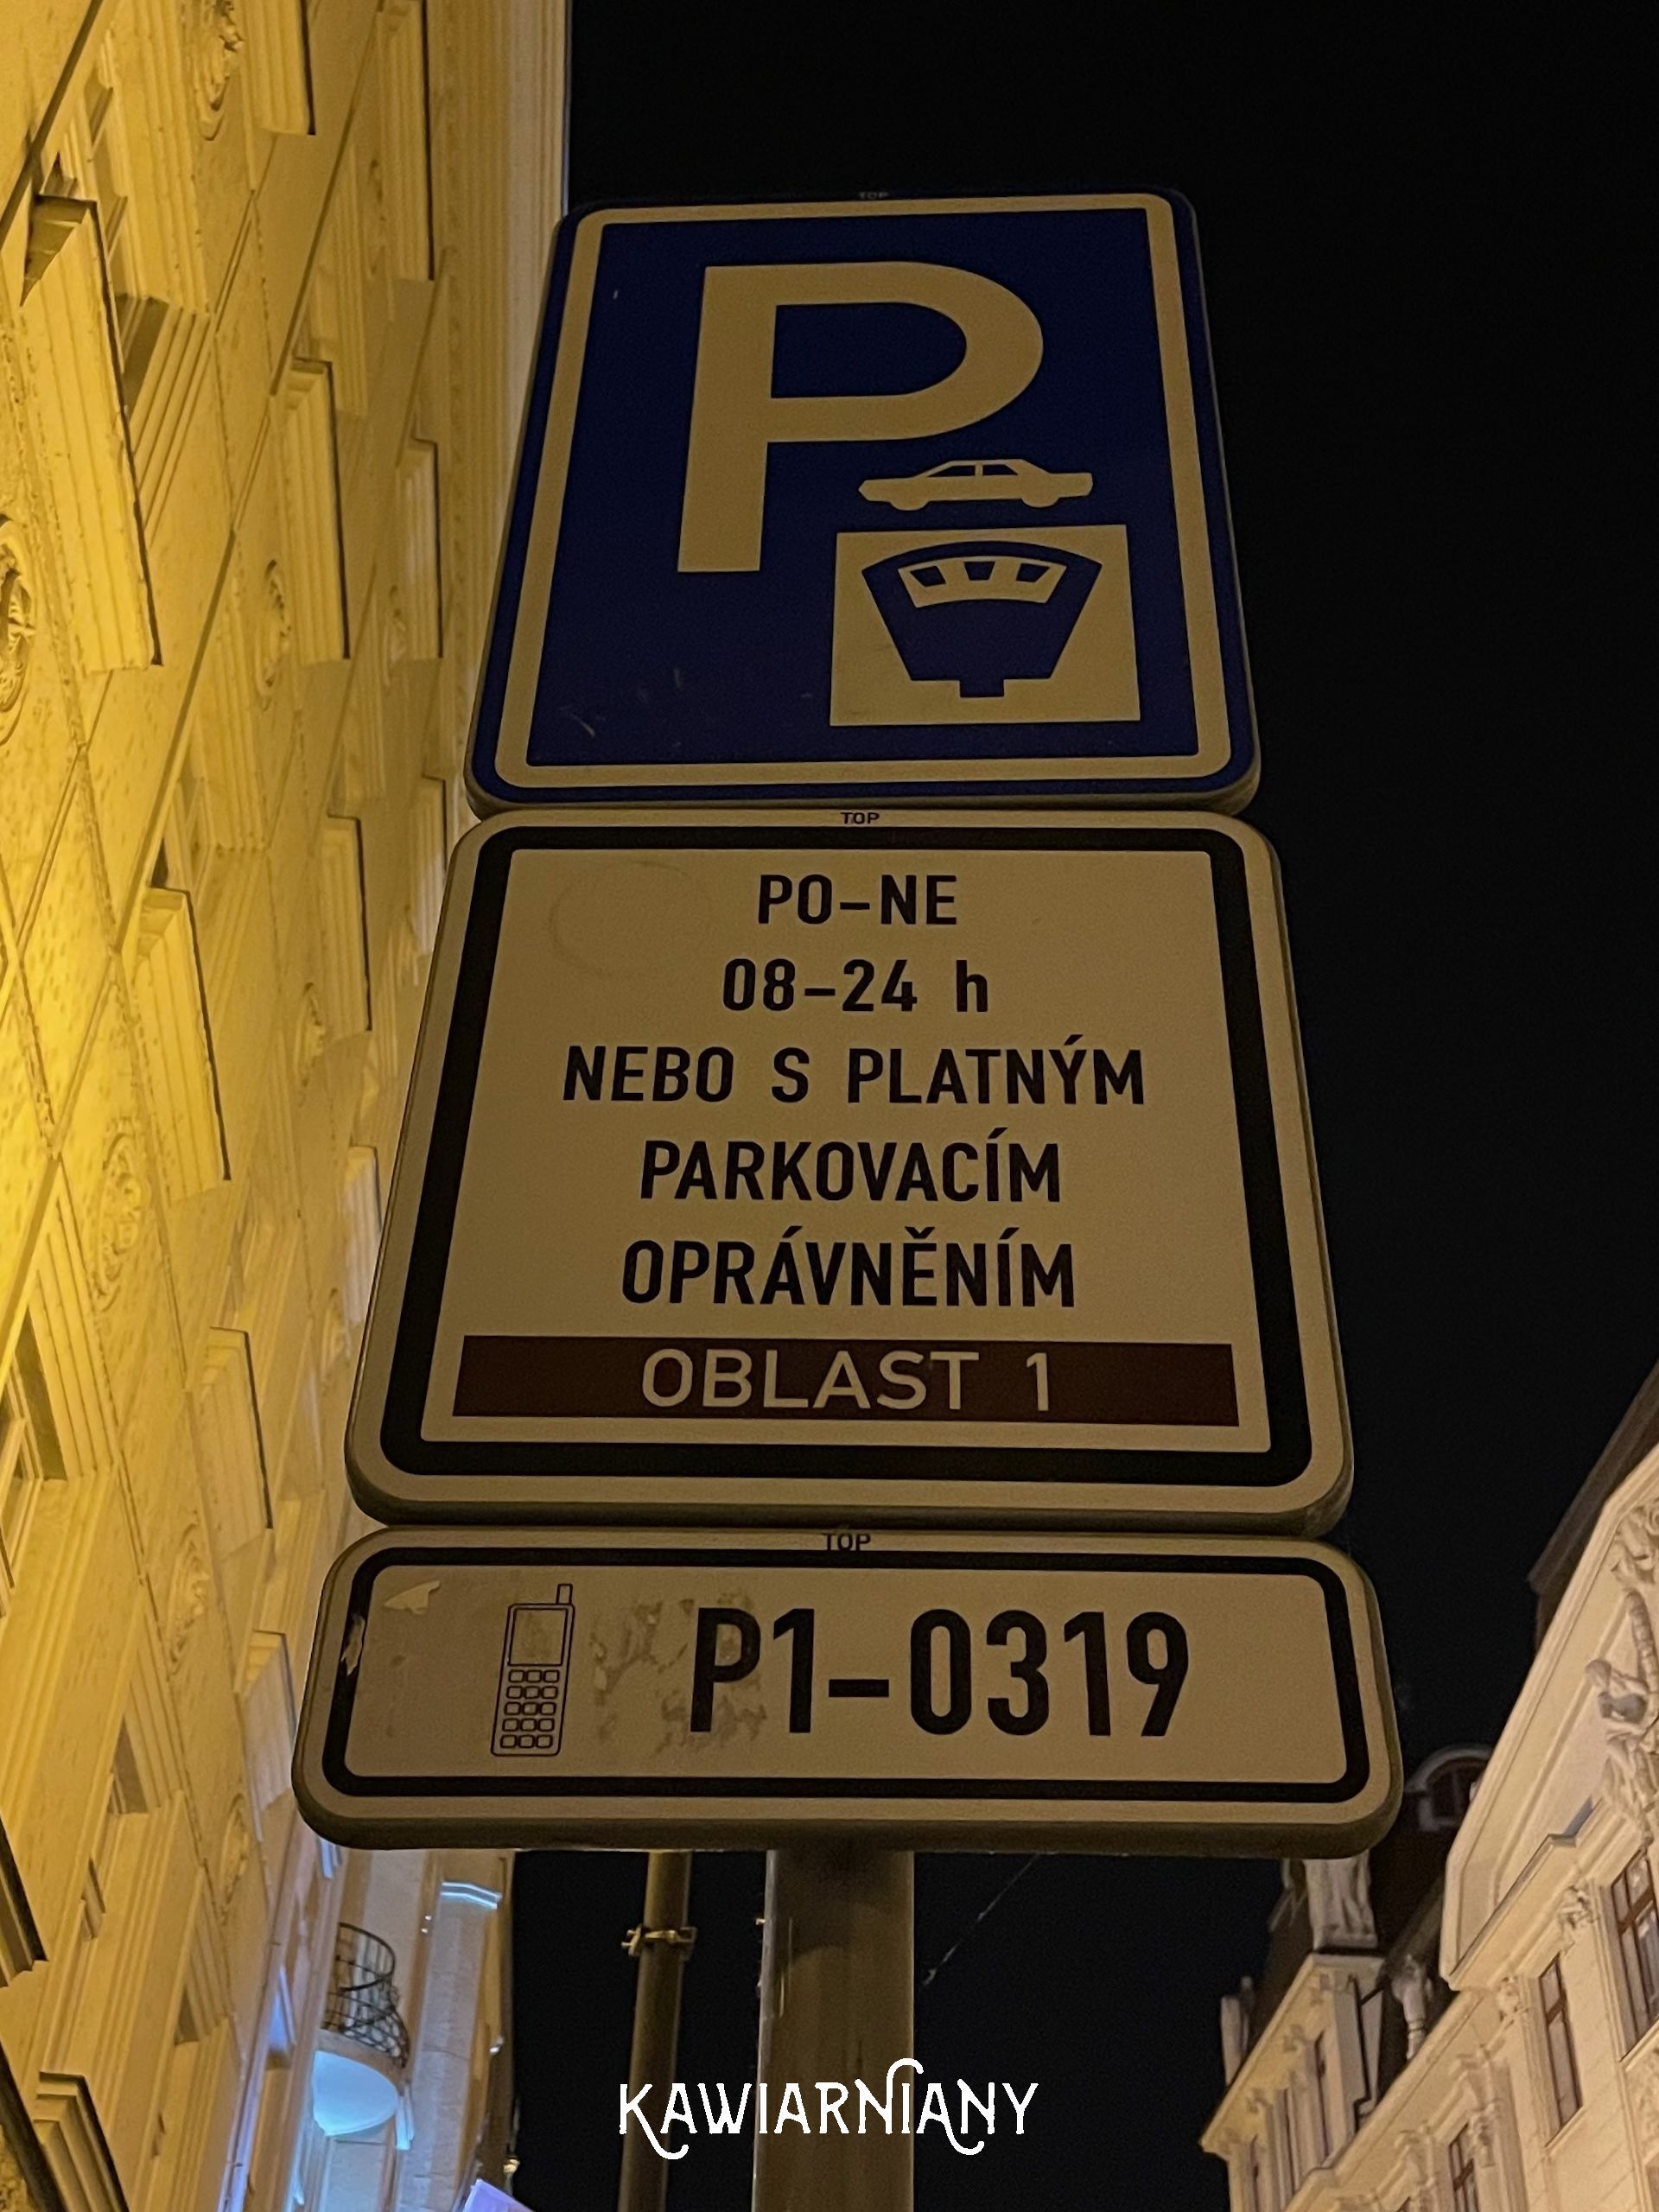 TOP
P
TOP
PO-NE
08-24 h
NEBO S PLATNÝM
PARKOVACÍM
OPRÁVNĚNÍM
OBLAST 1
TOP
P1-0319
KAWIARNIANY